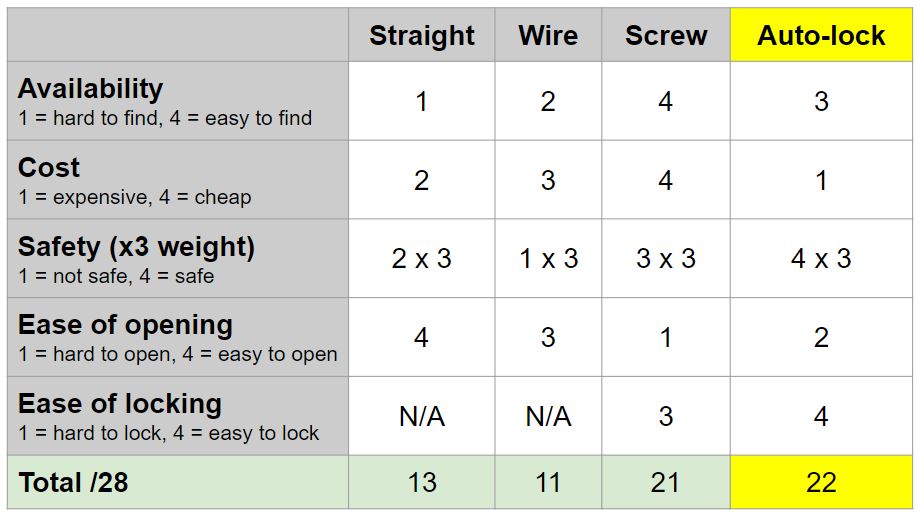 Straight Wire Screw Auto-lock
Availability
1 = hard to find, 4 = easy to find
1 2 4 3
Cost
1 = expensive, 4 = cheap
2 3 4 1
Safety (x3 weight)
1 = not safe, 4 = safe
2 x 3 1 x 3 3 x 3 4 x 3
Ease of opening
1 = hard to open, 4 = easy to open
4 3 1 2
Ease of locking
1 = hard to lock, 4 = easy to lock
N/A N/A 3 4
Total /28 13 11 21 22